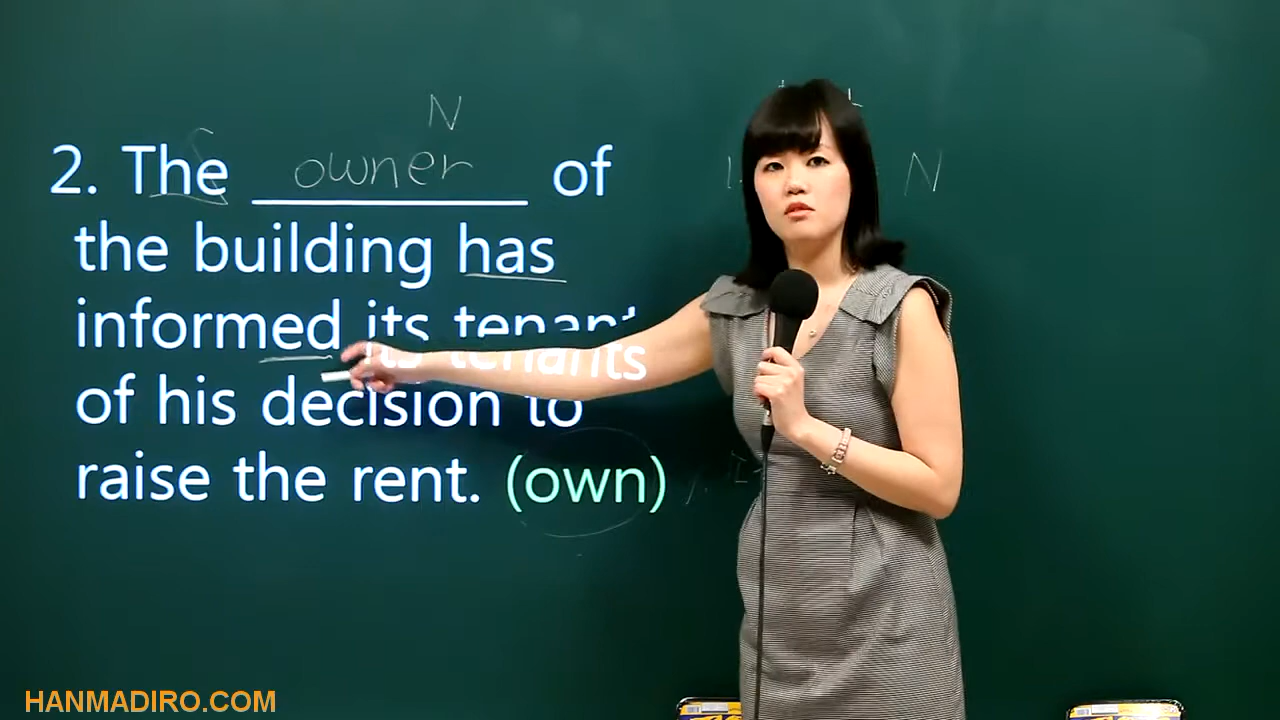 N
2. The owner of
the building has
informed its tenants
of his decision to
raise the rent. (own)
N
HANMADIRO.COM